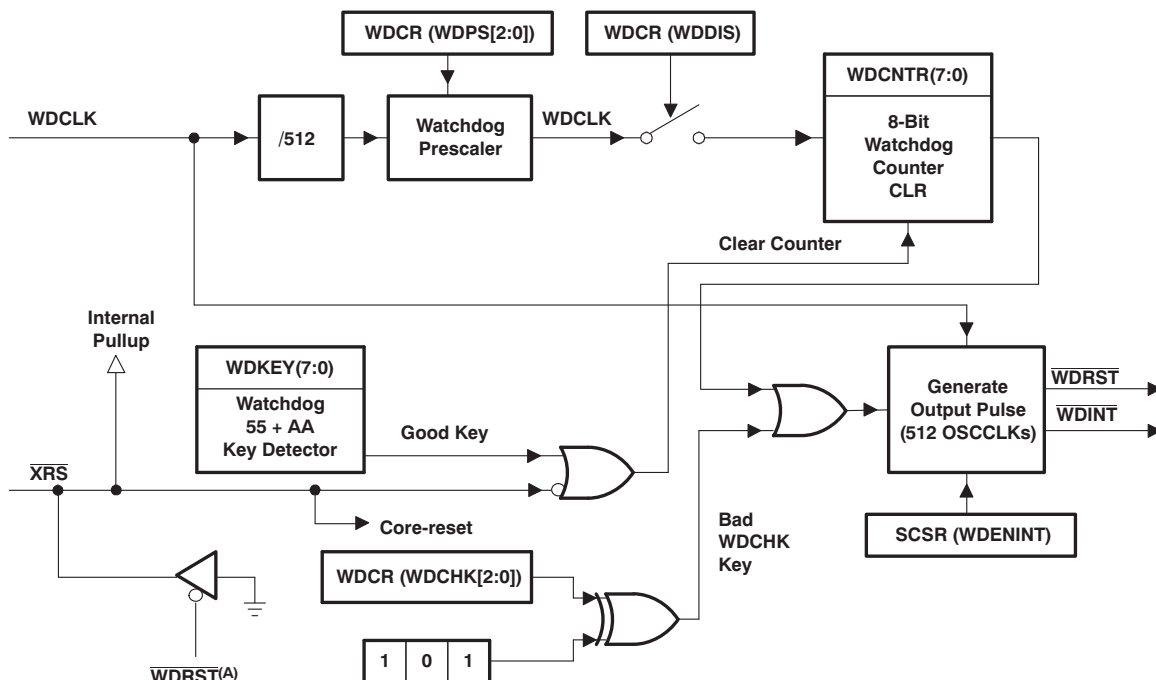 WDCR (WDPS[2:0])
WDCR (WDDIS)
WDCNTR(7:0)
WDCLK
/512
Watchdog
Prescaler
WDCLK
8-Bit
Watchdog
Counter
CLR
Clear Counter
Internal
Pullup
WDKEY(7:0)
Watchdog
55 + AA
Key Detector
Good Key
Generate
Output Pulse
(512 OSCCLKs)
WDRST
WDINT
XRS
Core-reset
Bad
WDCHK
Key
SCSR (WDENINT)
WDCR (WDCHK[2:0])
WDRST(A)
1 0 1